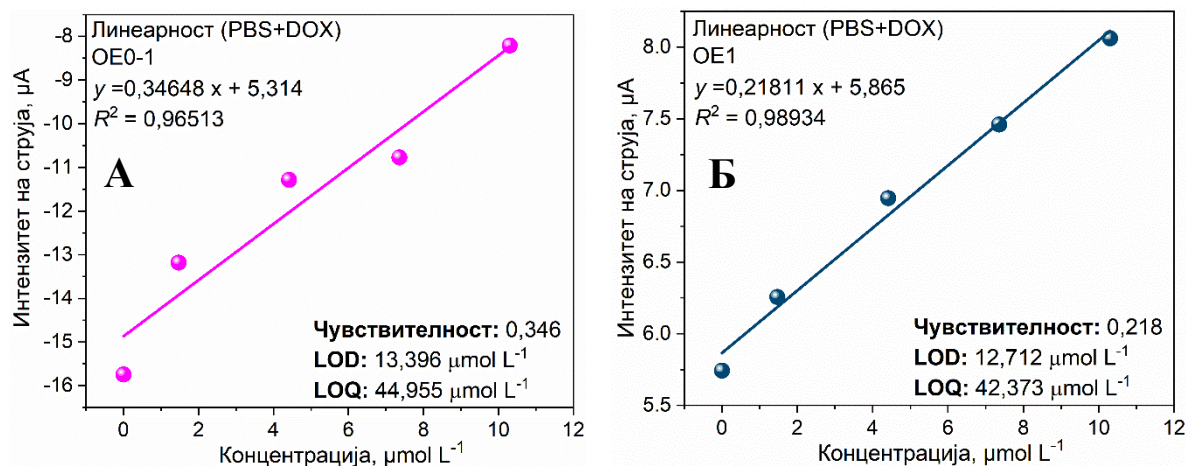 Линеарност (PBS+DOX)
OE0-1
y =0,34648 x + 5,314
R² = 0,96513
А
Чувствителност: 0,346
LOD: 13,396 μmol L⁻¹
LOQ: 44,955 μmol L⁻¹
Интензитет на струја, μА
-8
-9
-10
-11
-12
-13
-14
-15
-16
0 2 4 6 8 10 12
Концентрација, μmol L⁻¹
Линеарност (PBS+DOX)
OE1
y =0,21811 x + 5,865
R² = 0,98934
Б
Чувствителност: 0,218
LOD: 12,712 μmol L⁻¹
LOQ: 42,373 μmol L⁻¹
Интензитет на струја, μА
8.0
7.5
7.0
6.5
6.0
5.5
0 2 4 6 8 10 12
Концентрација, μmol L⁻¹